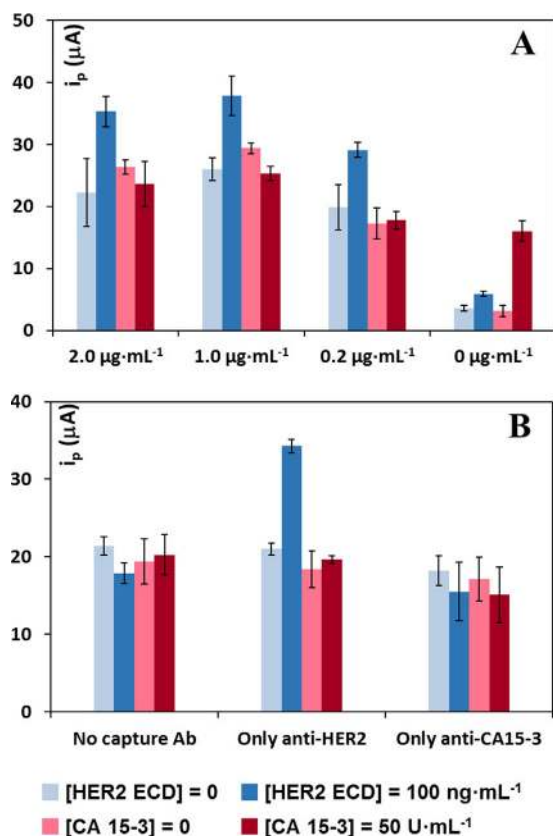 A
iₚ (µA)
50
40
30
20
10
0
2.0 µg·mL⁻¹ 1.0 µg·mL⁻¹ 0.2 µg·mL⁻¹ 0 µg·mL⁻¹
B
iₚ (µA)
40
30
20
10
0
No capture Ab Only anti-HER2 Only anti-CA15-3
[HER2 ECD] = 0 [HER2 ECD] = 100 ng·mL⁻¹
[CA 15-3] = 0 [CA 15-3] = 50 U·mL⁻¹